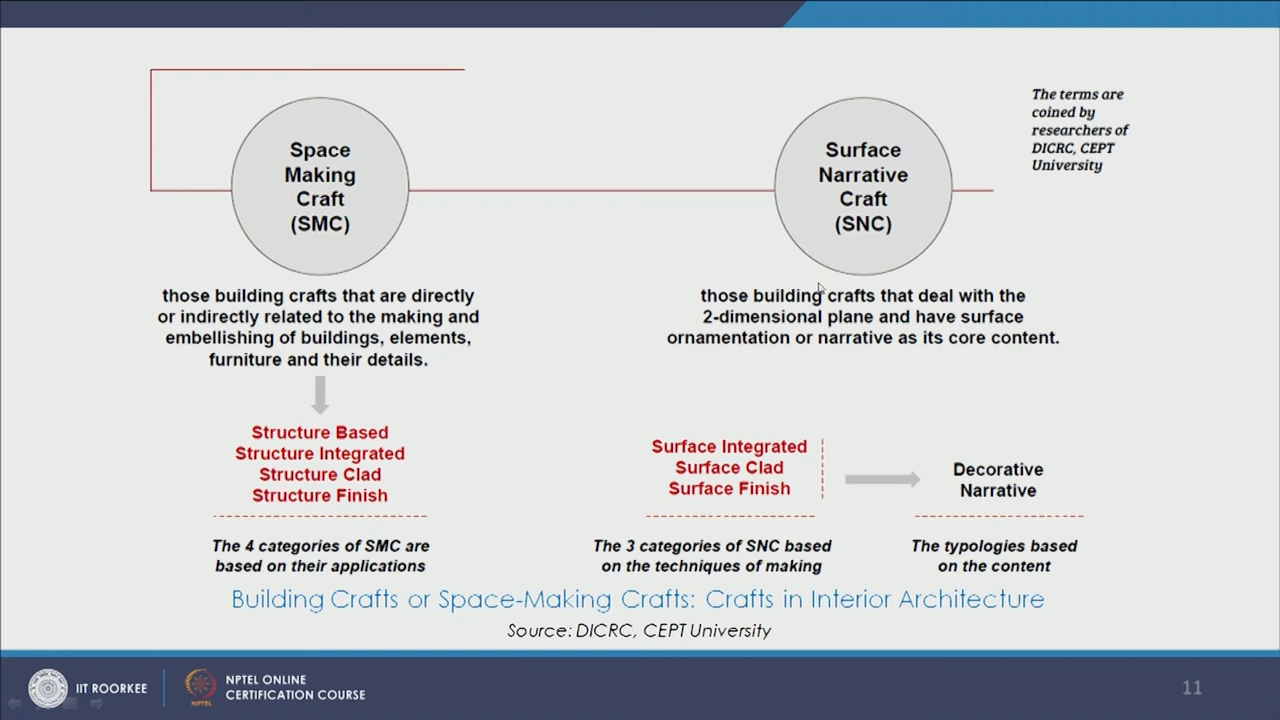 Space
Making
Craft
(SMC)
Surface
Narrative
Craft
(SNC)
The terms are
coined by
researchers of
DICRC, CEPT
University
those building crafts that are directly
or indirectly related to the making and
embellishing of buildings, elements,
furniture and their details.
those building crafts that deal with the
2-dimensional plane and have surface
ornamentation or narrative as its core content.
Structure Based
Structure Integrated
Structure Clad
Structure Finish
Surface Integrated
Surface Clad
Surface Finish
Decorative
Narrative
The 4 categories of SMC are
based on their applications
The 3 categories of SNC based
on the techniques of making
The typologies based
on the content
Building Crafts or Space-Making Crafts: Crafts in Interior Architecture
Source: DICRC, CEPT University
IIT ROORKEE
NPTEL
NPTEL ONLINE
CERTIFICATION COURSE
11